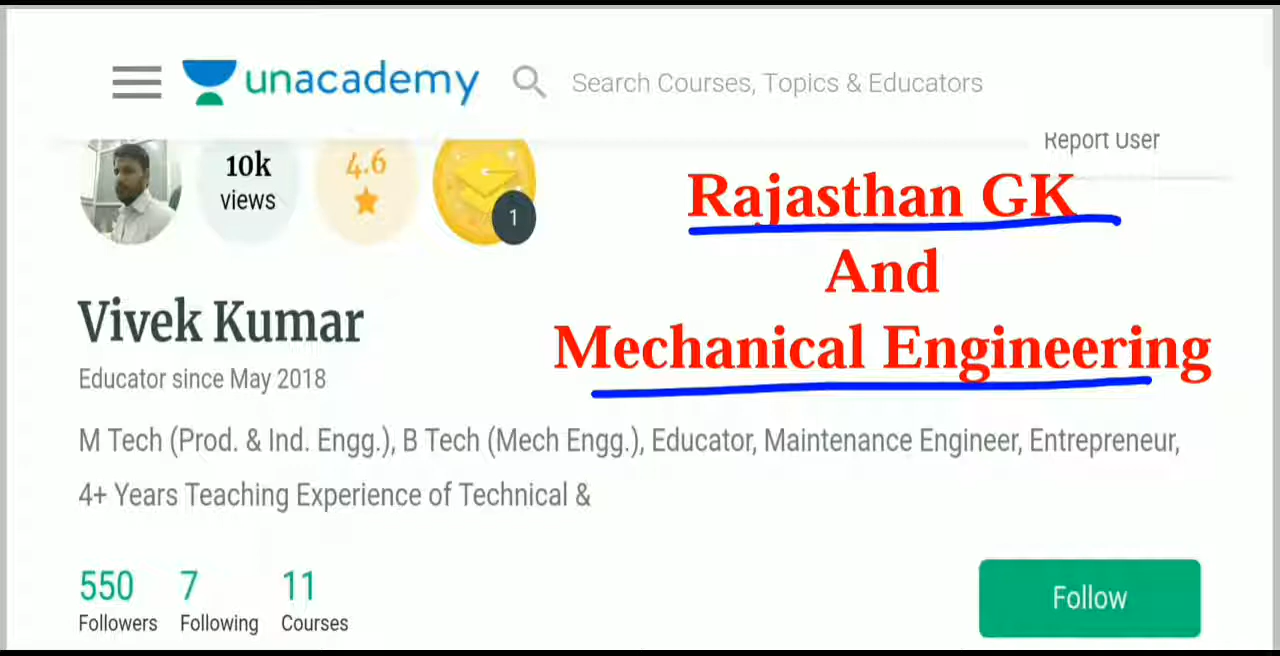 unacademy
Search Courses, Topics & Educators
Report User
10k
views
4.6
1
Rajasthan GK
And
Mechanical Engineering
Vivek Kumar
Educator since May 2018
M Tech (Prod. & Ind. Engg.), B Tech (Mech Engg.), Educator, Maintenance Engineer, Entrepreneur,
4+ Years Teaching Experience of Technical &
550 7 11
Followers Following Courses
Follow